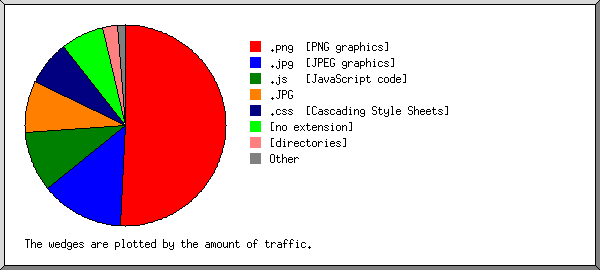 .png [PNG graphics]
.jpg [JPEG graphics]
.js [JavaScript code]
.JPG
.css [Cascading Style Sheets]
[no extension]
[directories]
Other
The wedges are plotted by the amount of traffic.